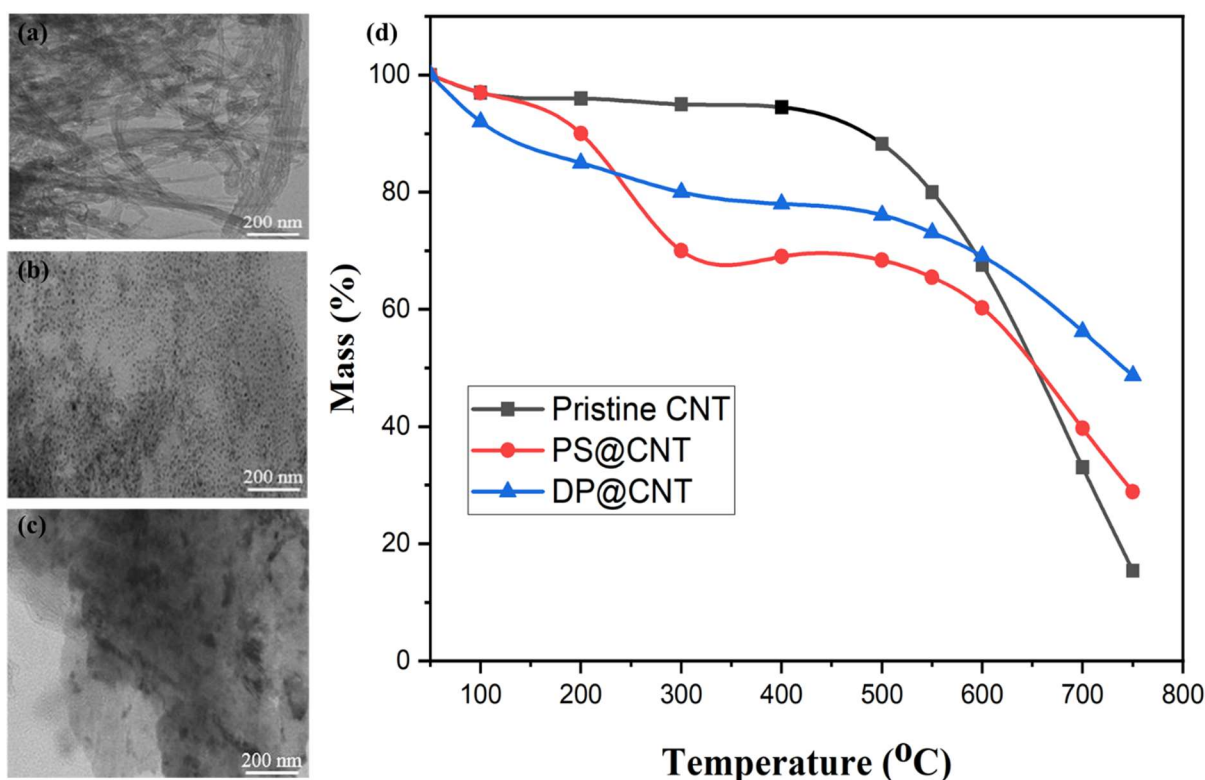 (a)
200 nm
(b)
200 nm
(c)
200 nm
(d)
100
80
60
40
20
0
Mass (%)
Pristine CNT
PS@CNT
DP@CNT
100 200 300 400 500 600 700 800
Temperature (⁰C)